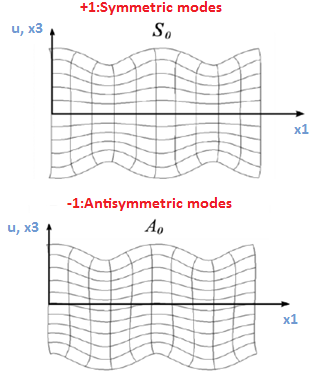 +1:Symmetric modes
u, x3
S₀
x1
-1:Antisymmetric modes
u, x3
A₀
x1